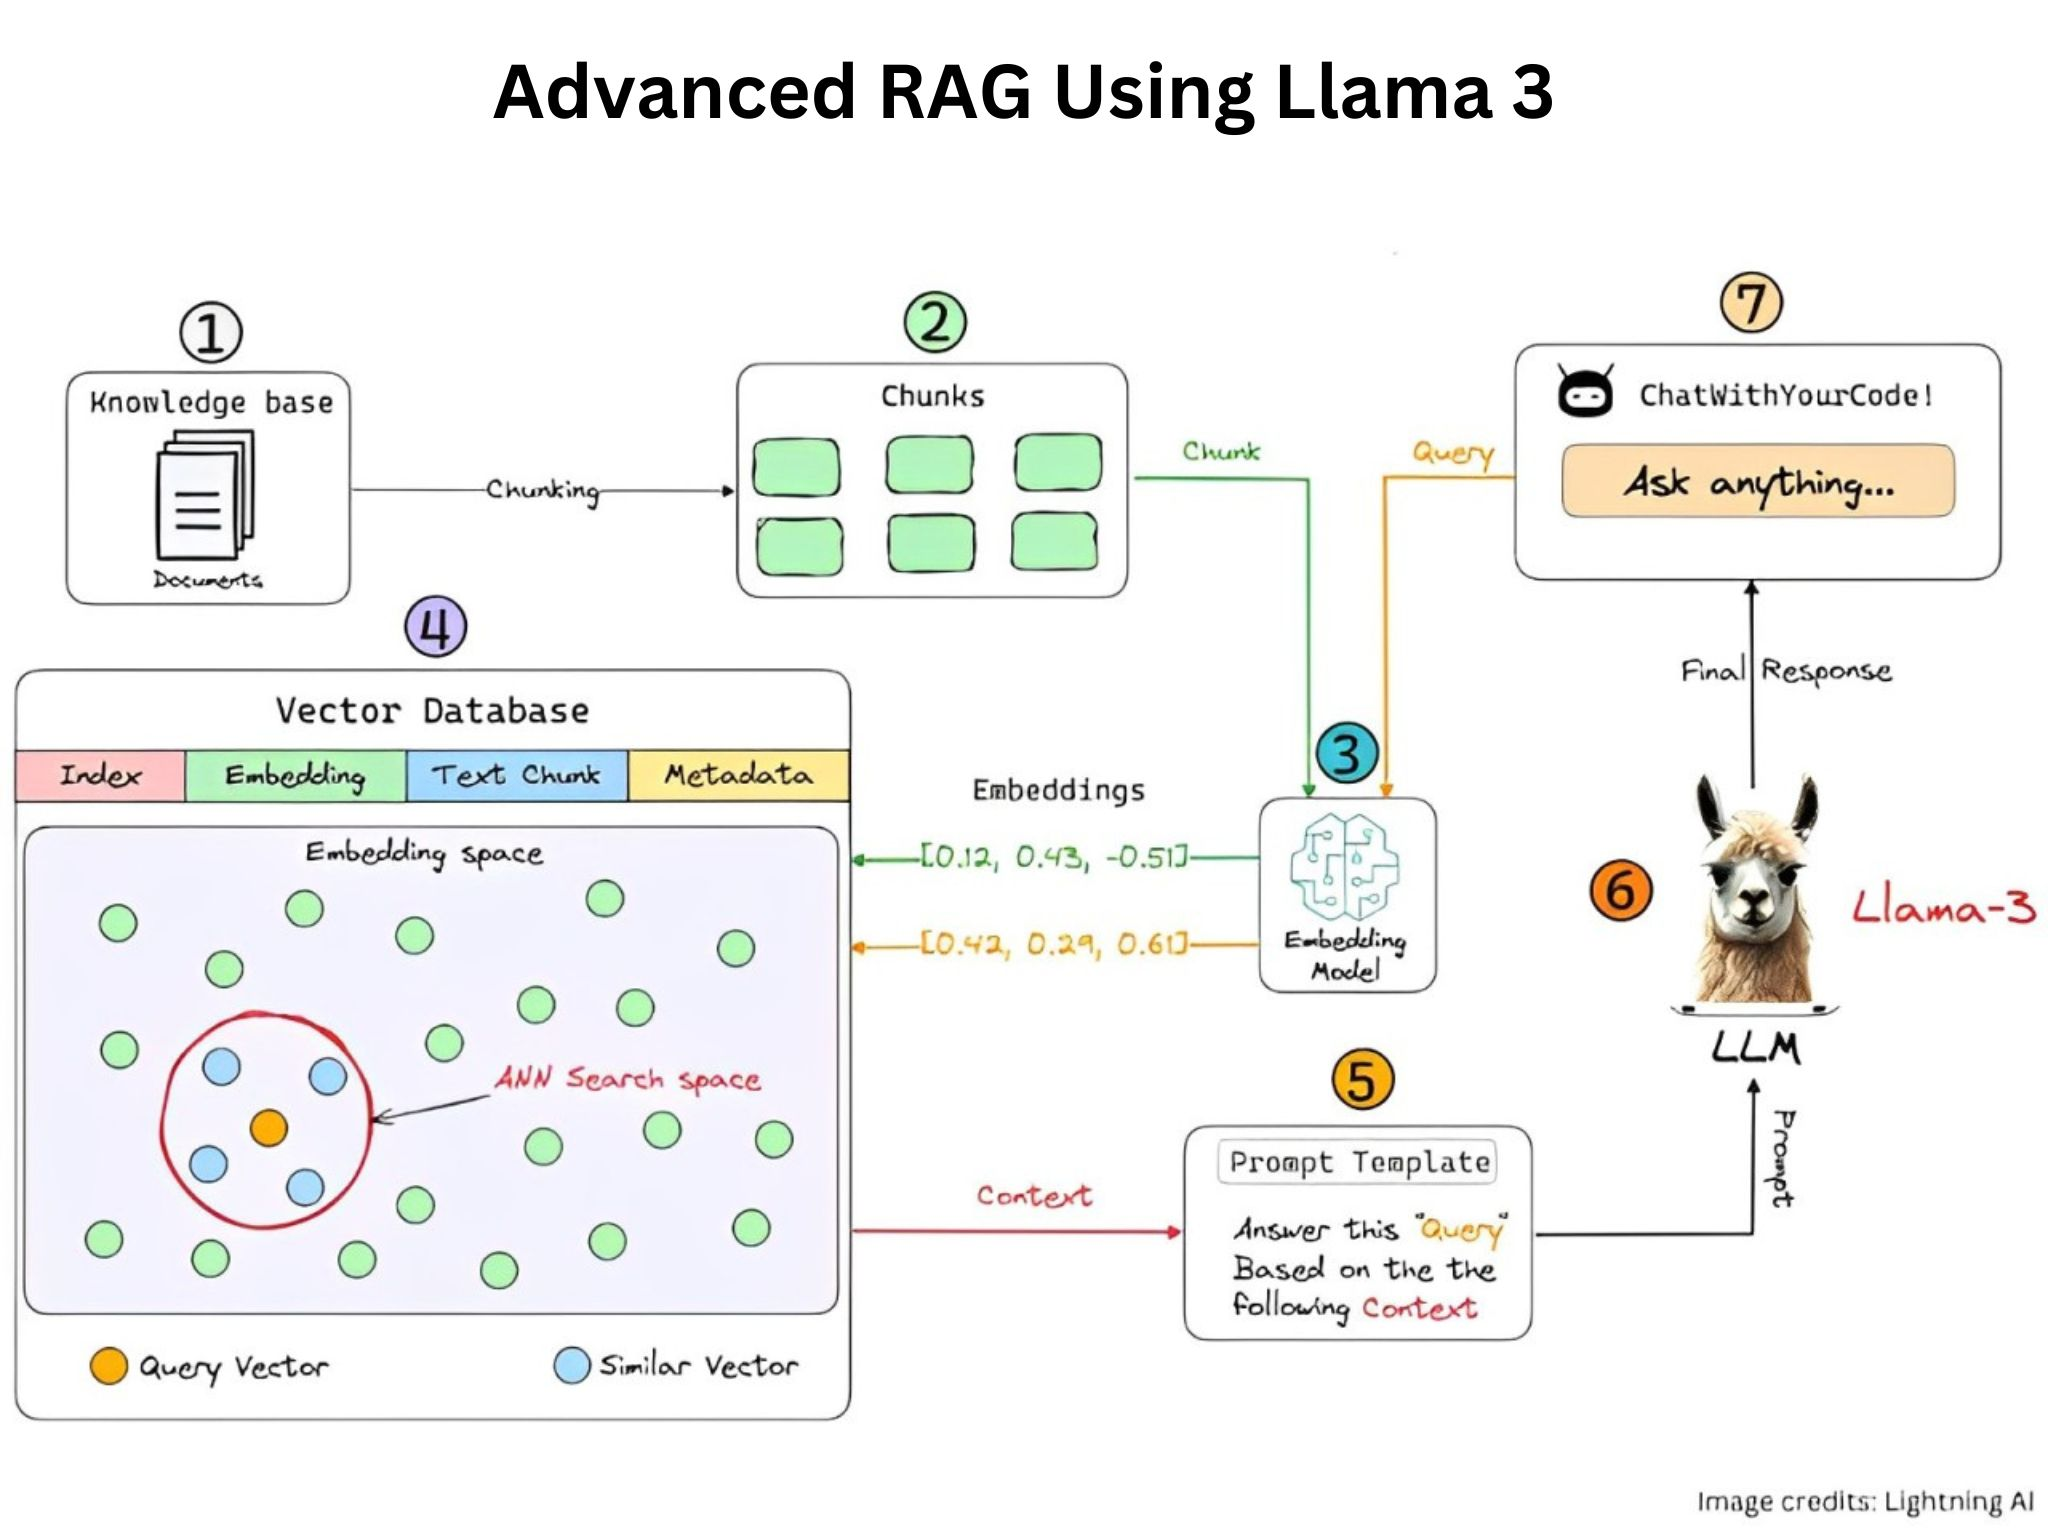 Advanced RAG Using Llama 3
1
Knowledge base
Documents
Chunking
2
Chunks
Chunk
Query
7
ChatWithYourCode!
Ask anything...
Final Response
4
Vector Database
Index
Embedding
Text Chunk
Metadata
Embedding space
ANN Search space
Query Vector
Similar Vector
Embeddings
[0.12, 0.43, -0.51]
[0.42, 0.29, 0.61]
3
Embedding
Model
6
Llama-3
LLM
Prompt
5
Context
Prompt Template
Answer this "Query"
Based on the the
following Context
Image credits: Lightning AI